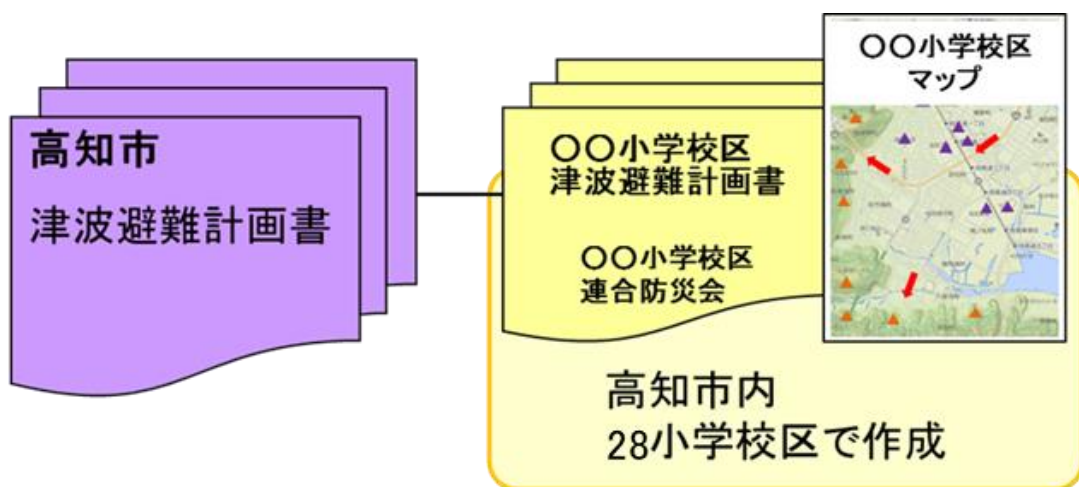 高知市
津波避難計画書
〇〇小学校区
津波避難計画書
〇〇小学校区
連合防災会
〇〇小学校区
マップ
高知市内
28小学校区で作成